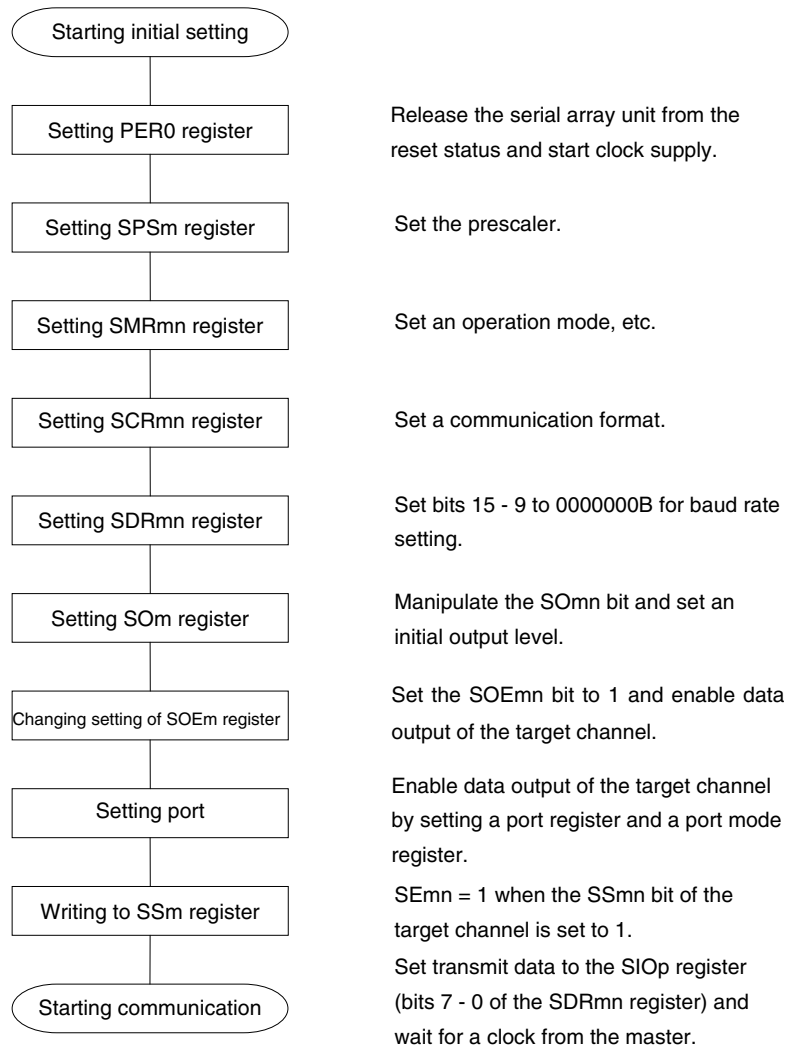 Starting initial setting
Setting PER0 register
Release the serial array unit from the
reset status and start clock supply.
Setting SPSm register
Set the prescaler.
Setting SMRmn register
Set an operation mode, etc.
Setting SCRmn register
Set a communication format.
Setting SDRmn register
Set bits 15 - 9 to 0000000B for baud rate
setting.
Setting SOm register
Manipulate the SOmn bit and set an
initial output level.
Changing setting of SOEm register
Set the SOEmn bit to 1 and enable data
output of the target channel.
Setting port
Enable data output of the target channel
by setting a port register and a port mode
register.
Writing to SSm register
SEmn = 1 when the SSmn bit of the
target channel is set to 1.
Starting communication
Set transmit data to the SIOp register
(bits 7 - 0 of the SDRmn register) and
wait for a clock from the master.